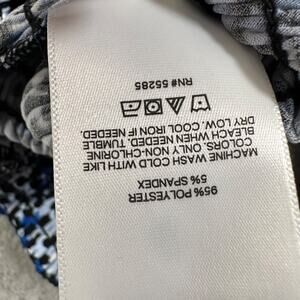 95% POLYESTER
5% SPANDEX
MACHINE WASH COLD WITH LIKE
COLORS. ONLY NON-CHLORINE
BLEACH WHEN NEEDED. TUMBLE
DRY LOW. COOL IRON IF NEEDED.
RN# 55285